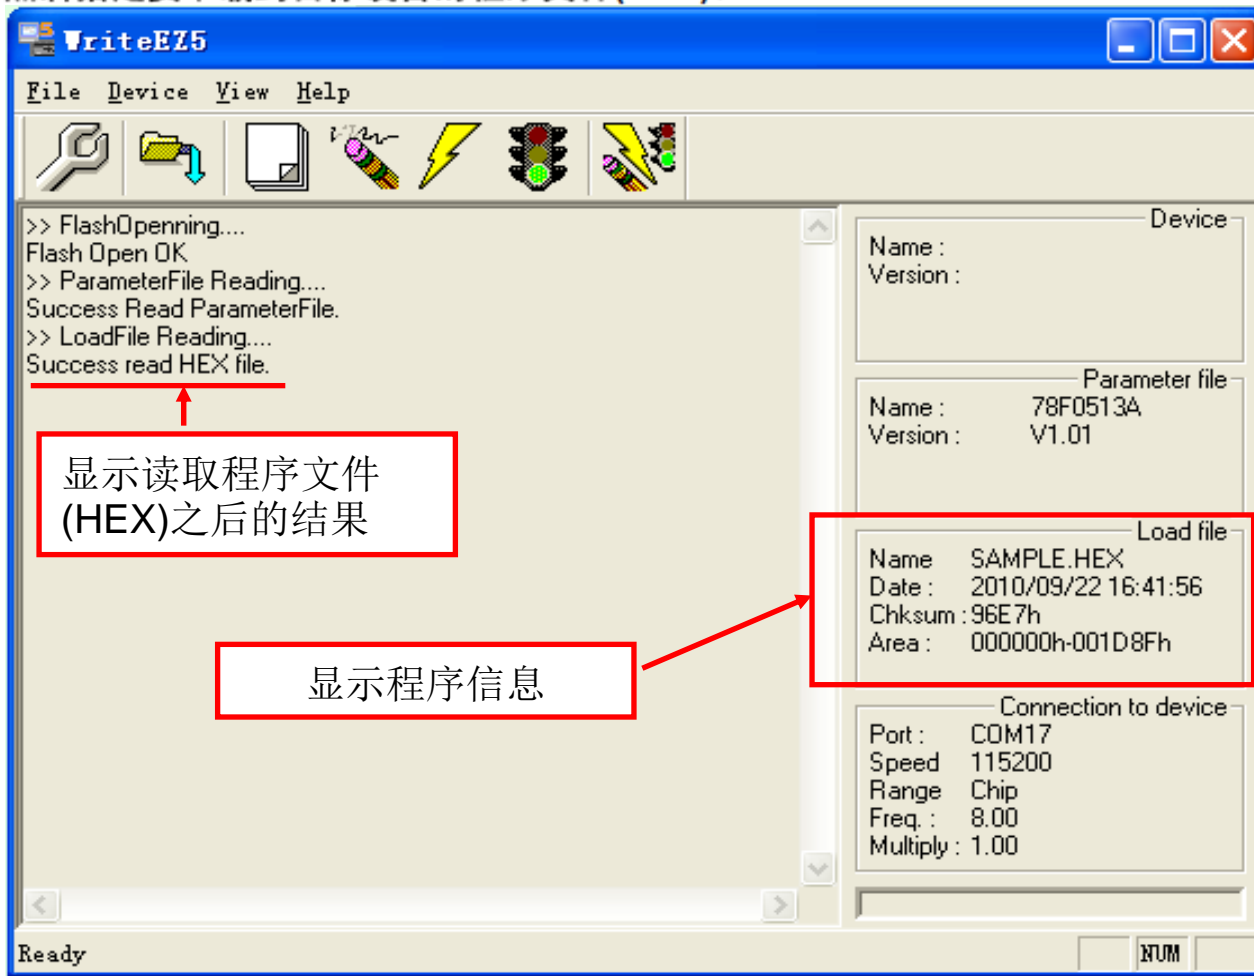 WriteEZ5
File Device View Help
>> FlashOpenning....
Flash Open OK
>> ParameterFile Reading....
Success Read ParameterFile.
>> LoadFile Reading....
Success read HEX file.
显示读取程序文件
(HEX)之后的结果
显示程序信息
Device
Name :
Version :
Parameter file
Name : 78F0513A
Version : V1.01
Load file
Name SAMPLE.HEX
Date : 2010/09/22 16:41:56
Chksum : 96E7h
Area : 000000h-001D8Fh
Connection to device
Port : COM17
Speed 115200
Range Chip
Freq. : 8.00
Multiply : 1.00
Ready
NUM